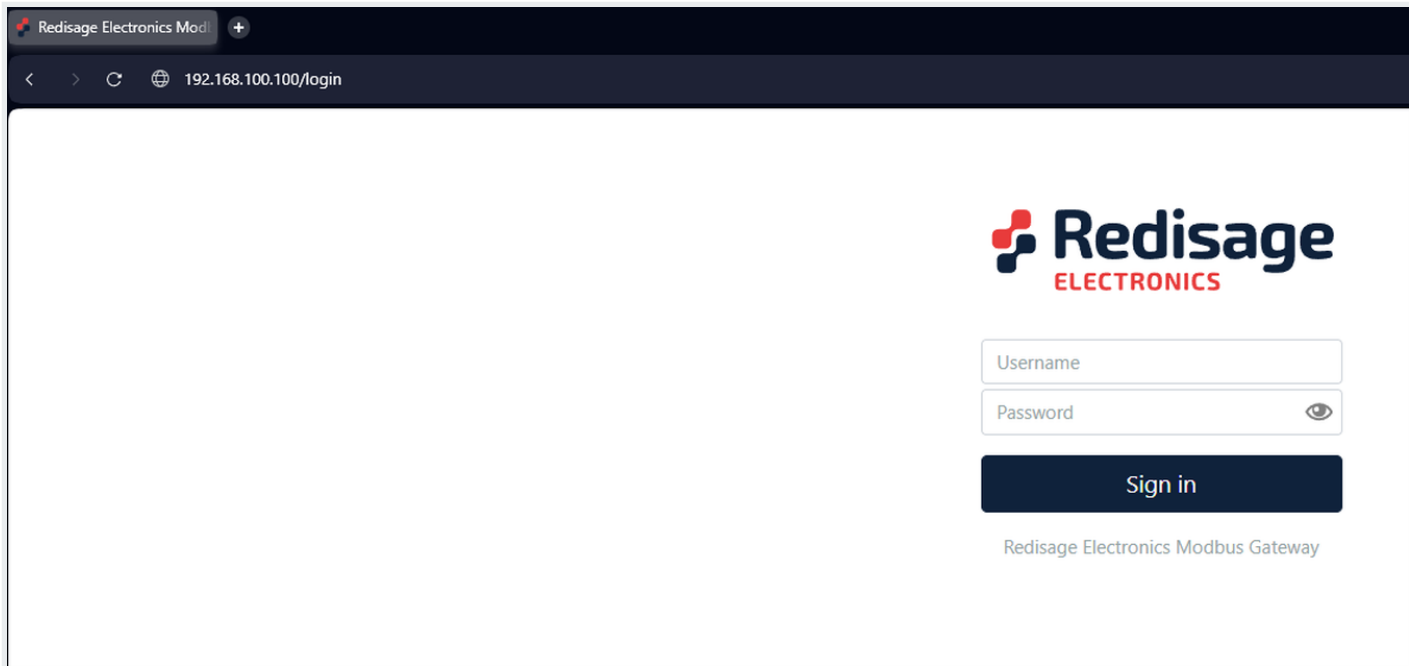 Redisage Electronics Modl
192.168.100.100/login
Redisage
ELECTRONICS
Username
Password
Sign in
Redisage Electronics Modbus Gateway